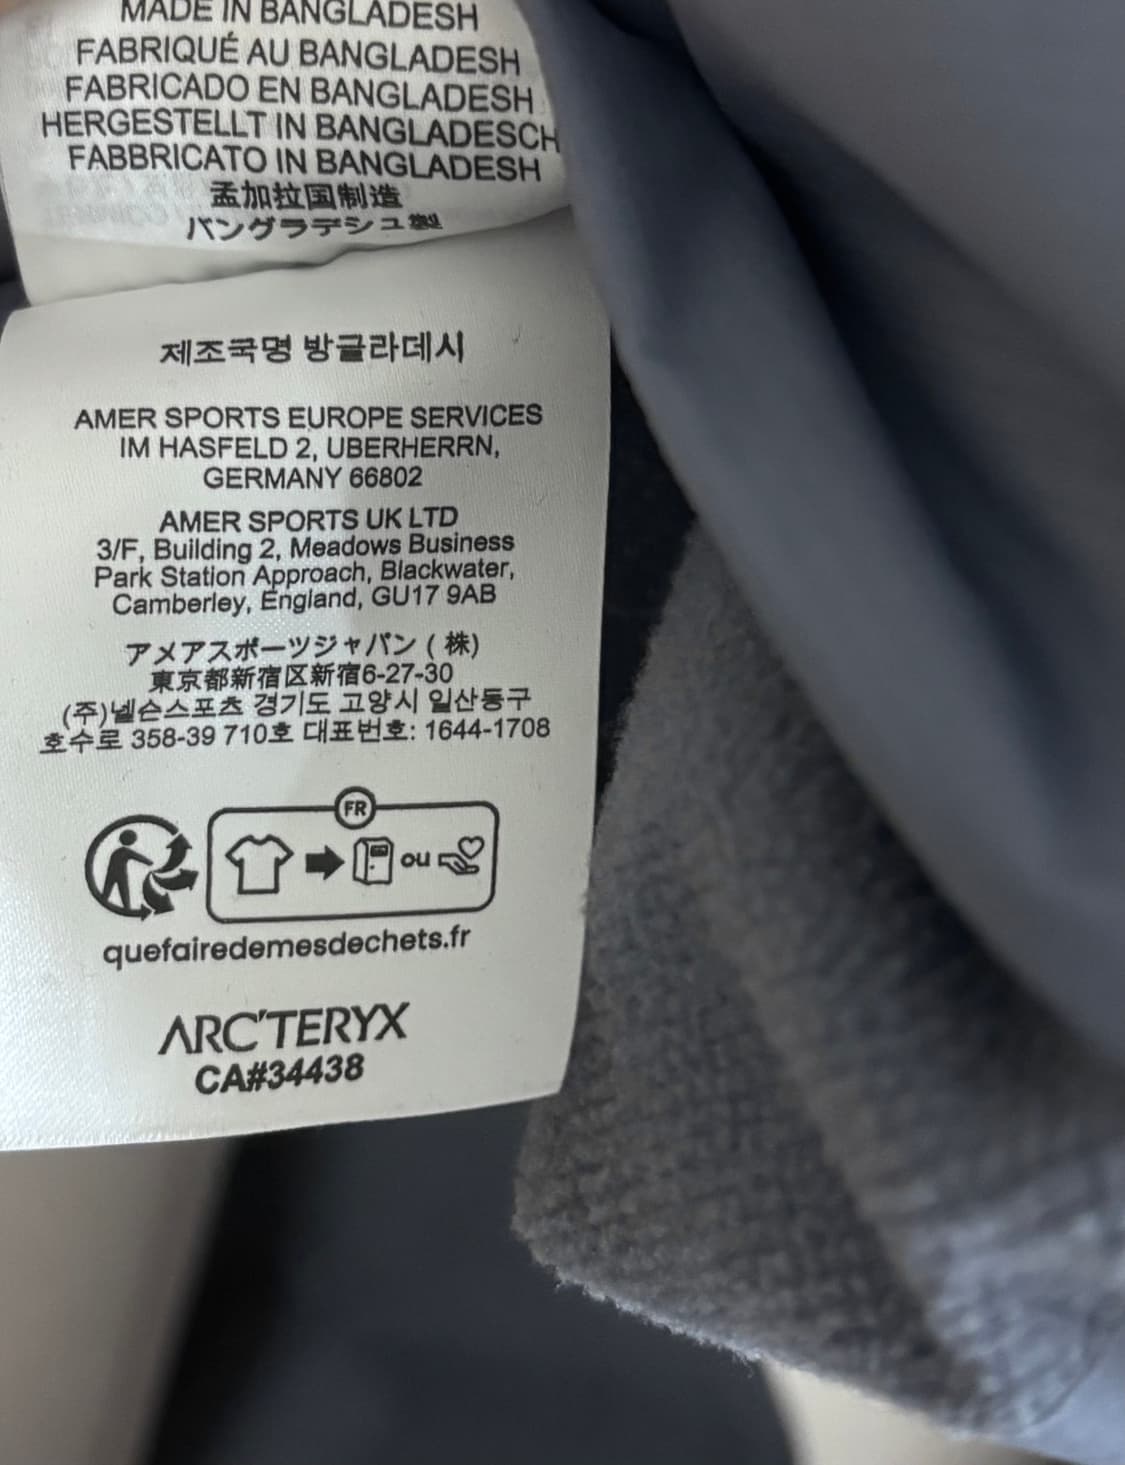 MADE IN BANGLADESH
FABRIQUÉ AU BANGLADESH
FABRICADO EN BANGLADESH
HERGESTELLT IN BANGLADESCH
FABBRICATO IN BANGLADESH
孟加拉国制造
バングラデシュ製
제조국명 방글라데시
AMER SPORTS EUROPE SERVICES
IM HASFELD 2, UBERHERRN,
GERMANY 66802
AMER SPORTS UK LTD
3/F, Building 2, Meadows Business
Park Station Approach, Blackwater,
Camberley, England, GU17 9AB
アメアスポーツジャパン ( 株)
東京都新宿区新宿6-27-30
(주)넬슨스포츠 경기도 고양시 일산동구
호수로 358-39 710호 대표번호: 1644-1708
FR
ou
quefairedemesdechets.fr
ARC'TERYX
CA#34438